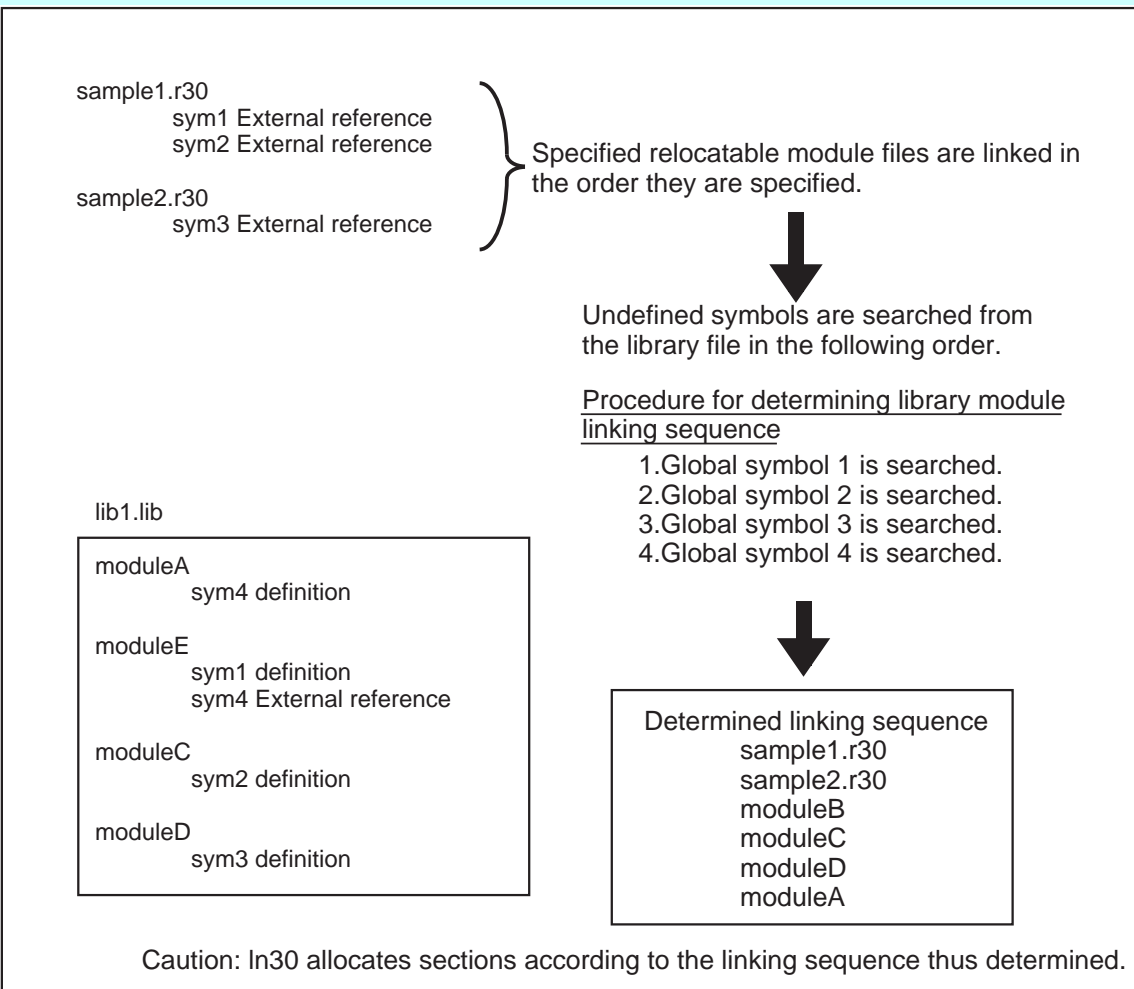 sample1.r30
sym1 External reference
sym2 External reference
sample2.r30
sym3 External reference
Specified relocatable module files are linked in
the order they are specified.
Undefined symbols are searched from
the library file in the following order.
Procedure for determining library module
linking sequence
1.Global symbol 1 is searched.
2.Global symbol 2 is searched.
3.Global symbol 3 is searched.
4.Global symbol 4 is searched.
lib1.lib
moduleA
sym4 definition
moduleE
sym1 definition
sym4 External reference
moduleC
sym2 definition
moduleD
sym3 definition
Determined linking sequence
sample1.r30
sample2.r30
moduleB
moduleC
moduleD
moduleA
Caution: ln30 allocates sections according to the linking sequence thus determined.